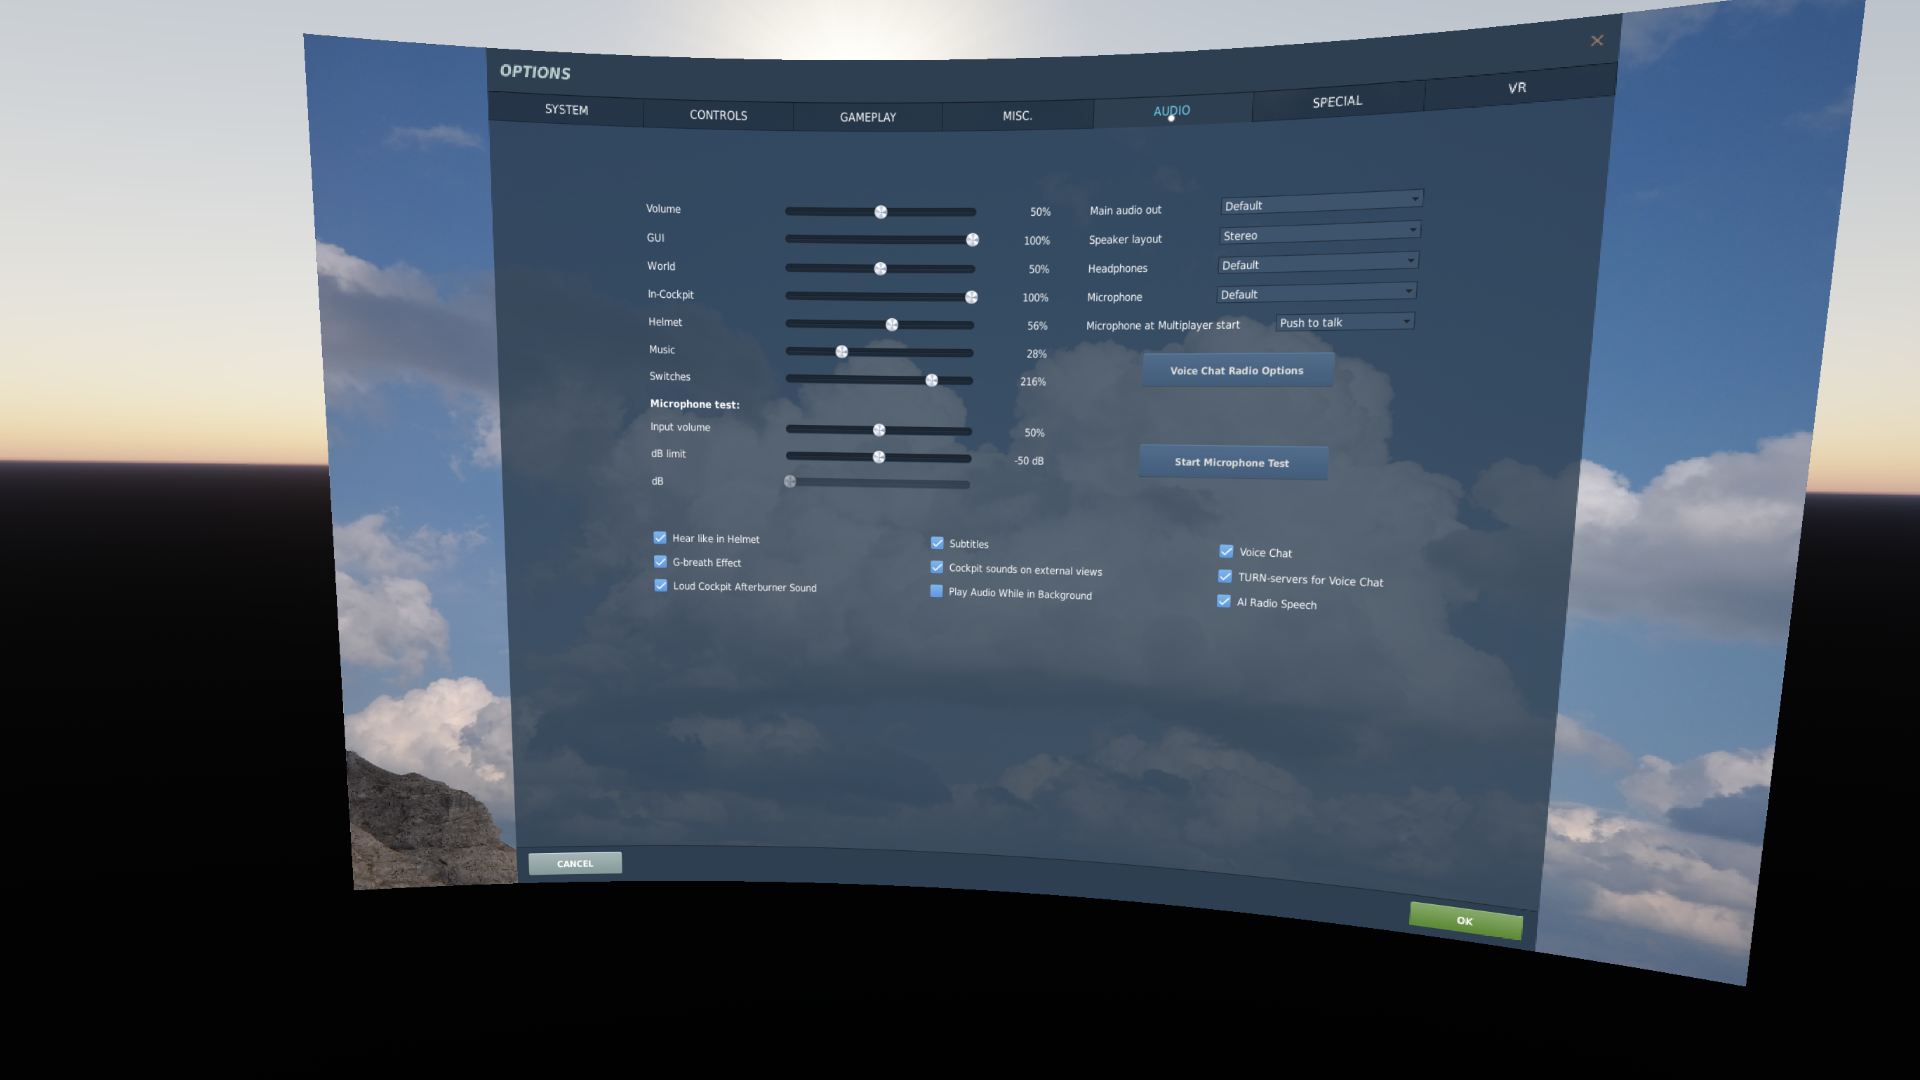 OPTIONS
SYSTEM CONTROLS GAMEPLAY MISC. AUDIO SPECIAL VR
Volume 50% Main audio out Default
GUI 100% Speaker layout Stereo
World 50% Headphones Default
In-Cockpit 100% Microphone Default
Helmet 56% Microphone at Multiplayer start Push to talk
Music 28%
Voice Chat Radio Options
Switches 216%
Microphone test:
Input volume 50%
dB limit -50 dB Start Microphone Test
dB
Hear like in Helmet Subtitles Voice Chat
G-breath Effect Cockpit sounds on external views TURN-servers for Voice Chat
Loud Cockpit Afterburner Sound Play Audio While in Background AI Radio Speech
CANCEL
OK